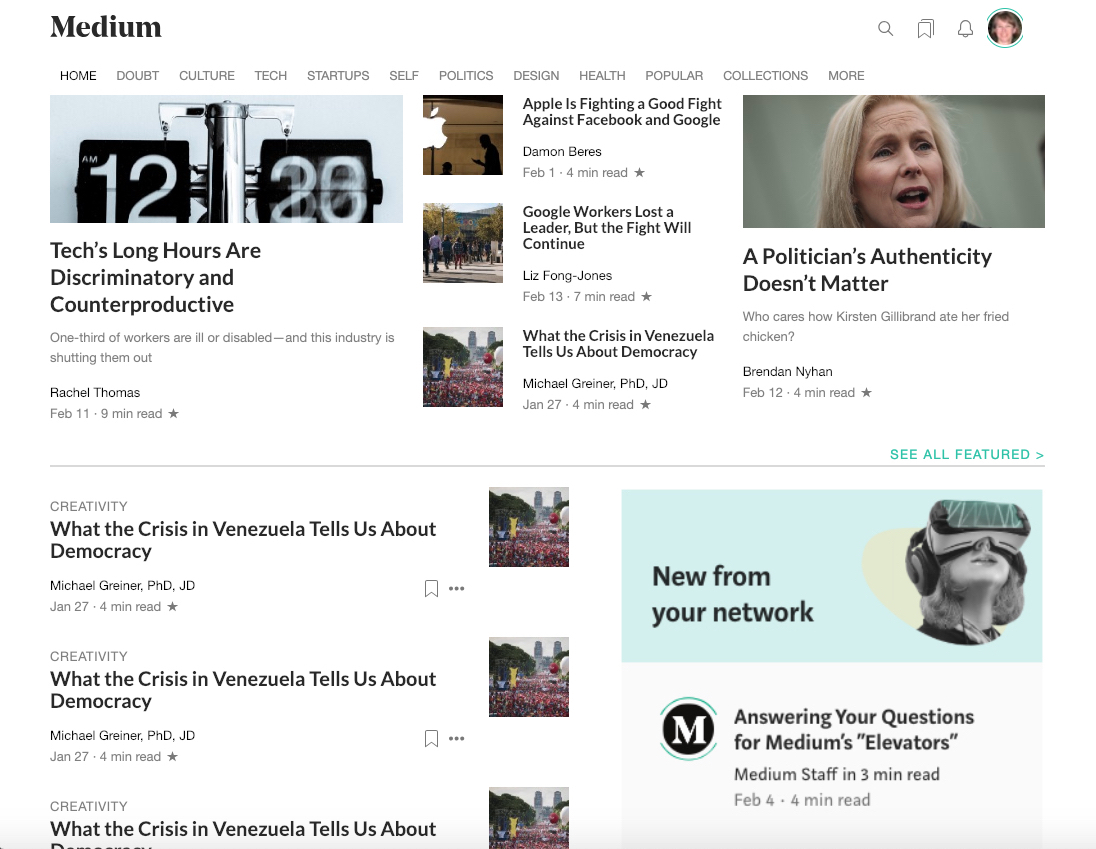 Medium
HOME DOUBT CULTURE TECH STARTUPS SELF POLITICS DESIGN HEALTH POPULAR COLLECTIONS MORE
AM
12
Tech’s Long Hours Are
Discriminatory and
Counterproductive
One-third of workers are ill or disabled—and this industry is
shutting them out
Rachel Thomas
Feb 11 · 9 min read ★
Apple Is Fighting a Good Fight
Against Facebook and Google
Damon Beres
Feb 1 · 4 min read ★
Google Workers Lost a
Leader, But the Fight Will
Continue
Liz Fong-Jones
Feb 13 · 7 min read ★
What the Crisis in Venezuela
Tells Us About Democracy
Michael Greiner, PhD, JD
Jan 27 · 4 min read ★
A Politician’s Authenticity
Doesn’t Matter
Who cares how Kirsten Gillibrand ate her fried
chicken?
Brendan Nyhan
Feb 12 · 4 min read ★
SEE ALL FEATURED >
CREATIVITY
What the Crisis in Venezuela Tells Us About
Democracy
Michael Greiner, PhD, JD
Jan 27 · 4 min read ★
CREATIVITY
What the Crisis in Venezuela Tells Us About
Democracy
Michael Greiner, PhD, JD
Jan 27 · 4 min read ★
CREATIVITY
What the Crisis in Venezuela Tells Us About
Democracy
New from
your network
M
Answering Your Questions
for Medium’s ”Elevators”
Medium Staff in 3 min read
Feb 4 · 4 min read